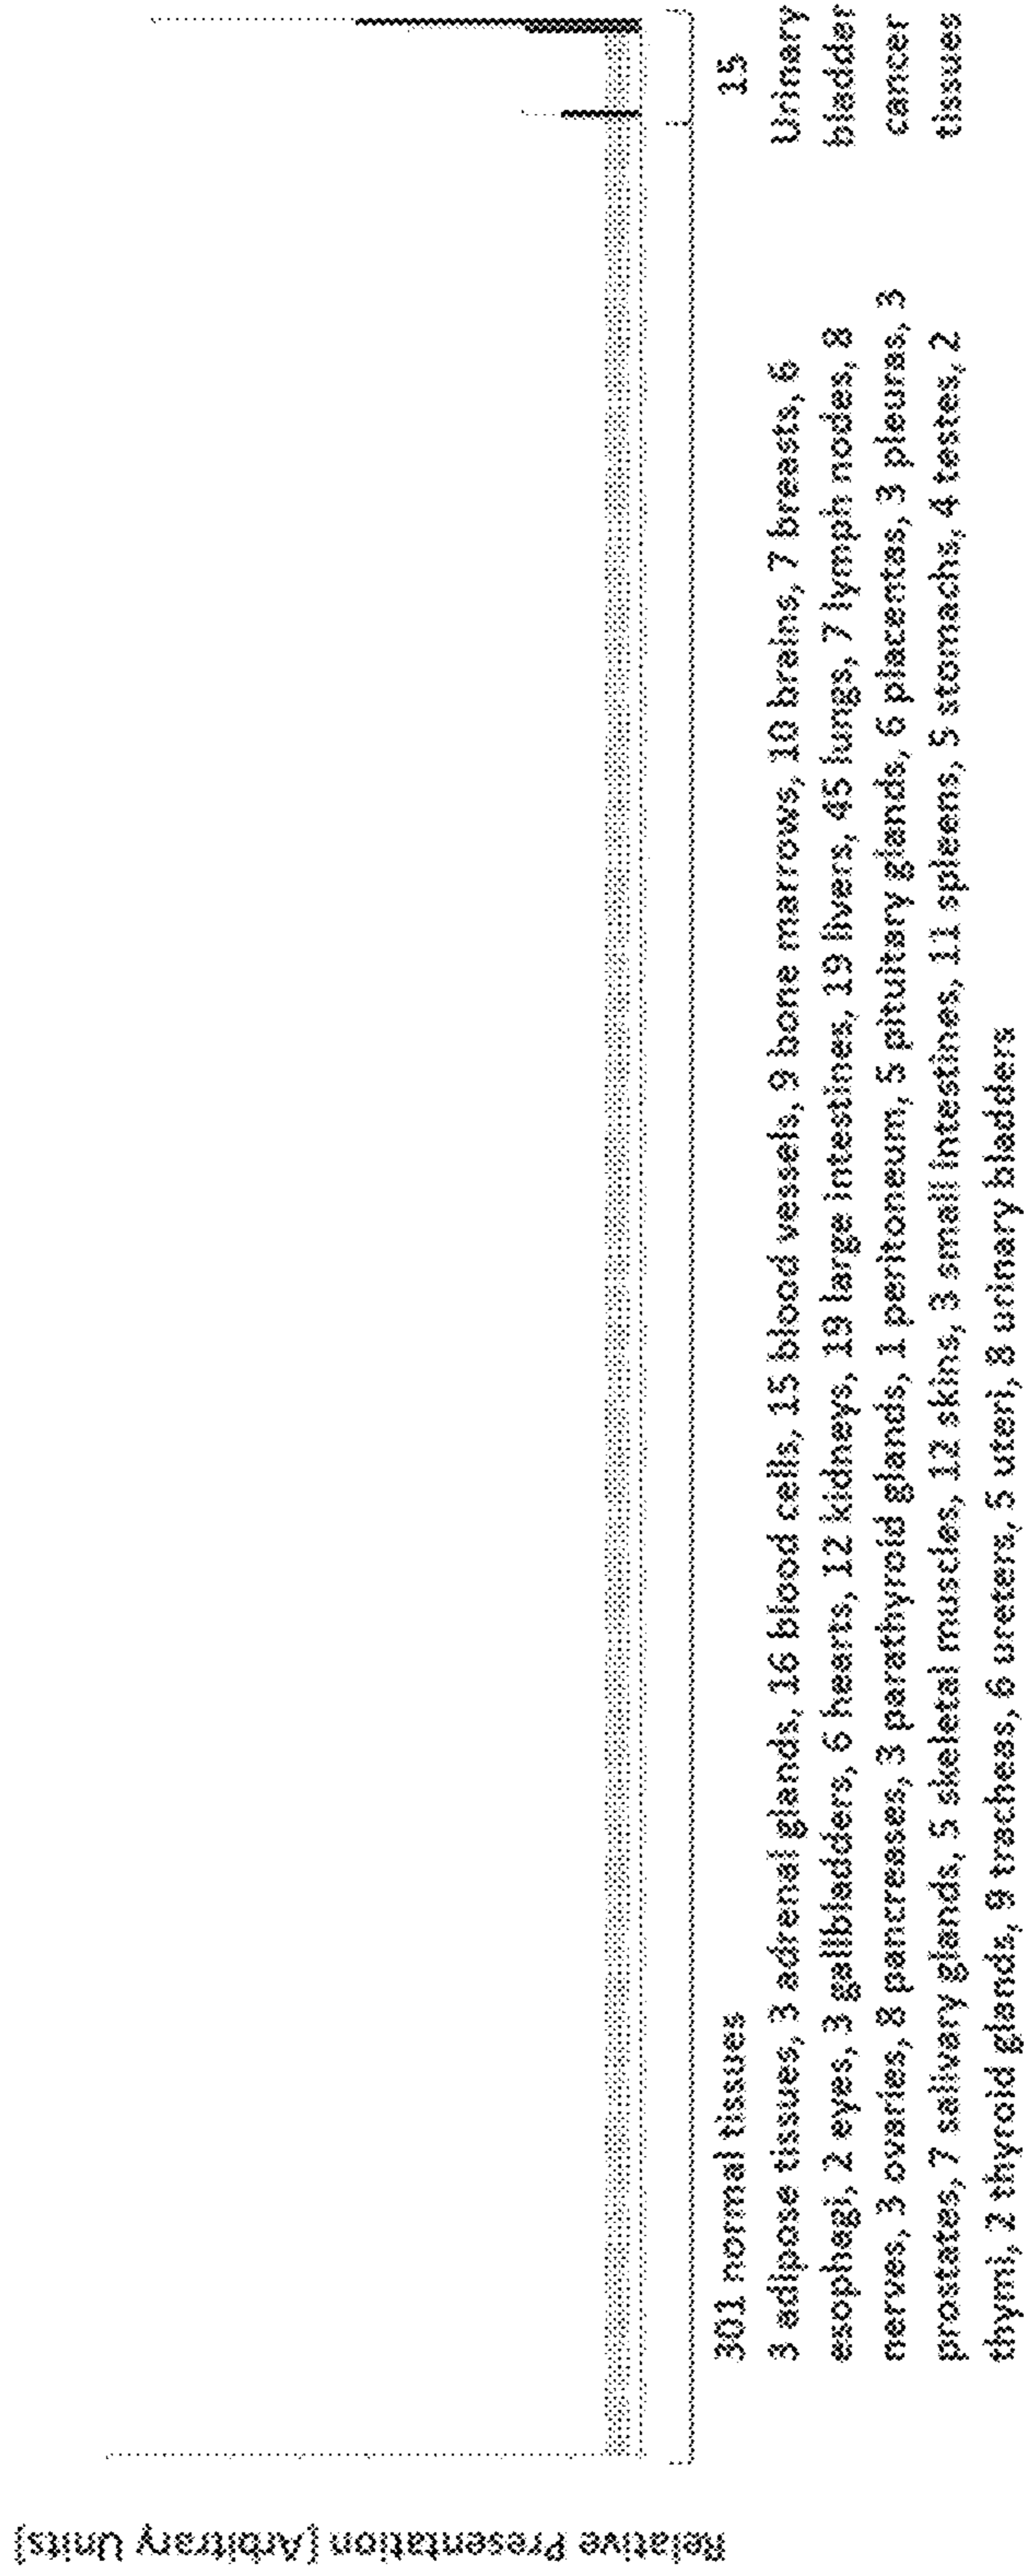 Relative Presentation [Arbitrary Units]
301 normal tissues
3 adipose tissues, 3 adrenal glands, 16 blood cells, 15 blood vessels, 9 bone marrows, 10 brains, 7 breasts, 6
esophagi, 2 eyes, 3 gallbladders, 6 hearts, 12 kidneys, 19 large intestines, 19 livers, 45 lungs, 7 lymph nodes, 8
nerves, 3 ovaries, 8 pancreases, 3 parathyroid glands, 1 peritoneum, 5 pituitary glands, 6 placentas, 3 pleuras, 3
prostates, 7 salivary glands, 5 skeletal muscles, 12 skins, 3 small intestines, 11 spleens, 5 stomachs, 4 testes, 2
thymi, 2 thyroid glands, 9 tracheas, 6 ureters, 5 uteri, 8 urinary bladders
15
Urinary
bladder
cancer
tissues